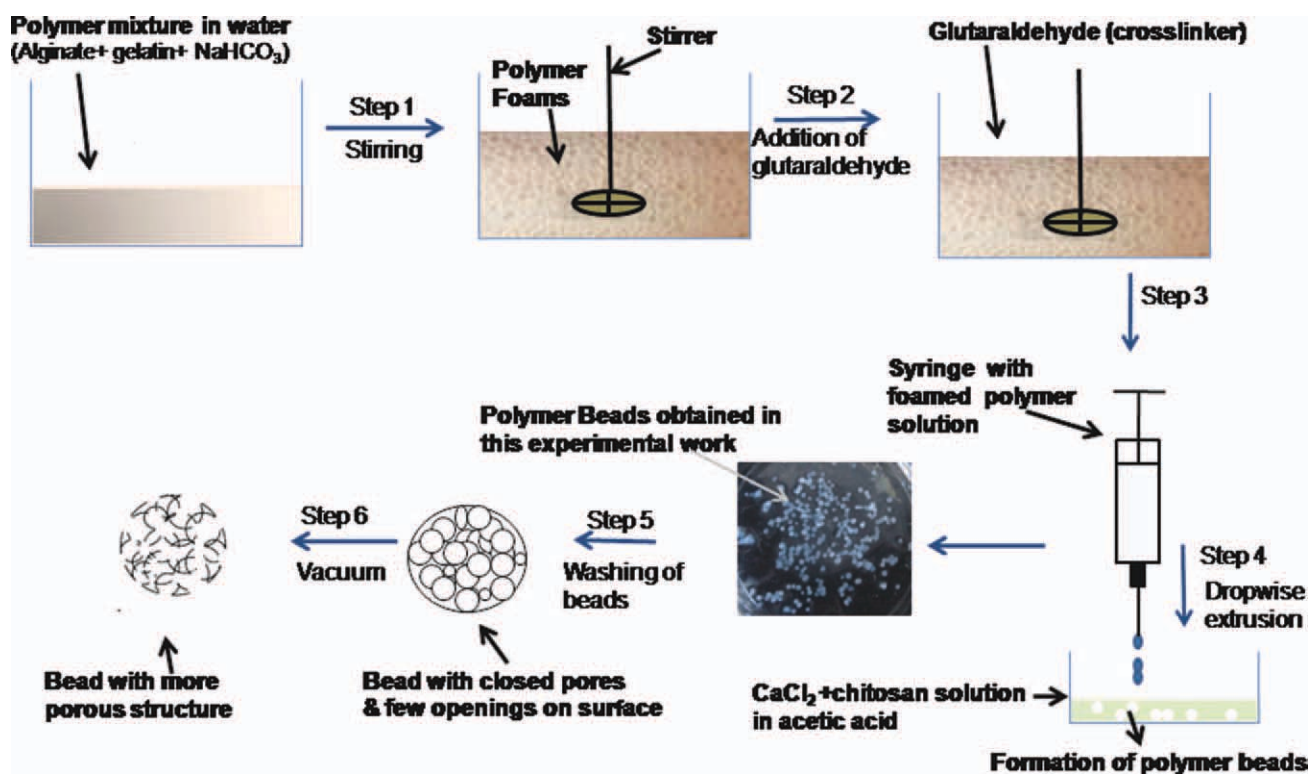 Polymer mixture in water
(Alginate+ gelatin+ NaHCO₃)
Step 1
Stirring
Polymer
Foams
Stirrer
Step 2
Addition of
glutaraldehyde
Glutaraldehyde (crosslinker)
Step 3
Syringe with
foamed polymer
solution
Step 4
Dropwise
extrusion
CaCl₂+chitosan solution
in acetic acid
Formation of polymer beads
Polymer Beads obtained in
this experimental work
Step 5
Washing of
beads
Bead with closed pores
& few openings on surface
Step 6
Vacuum
Bead with more
porous structure